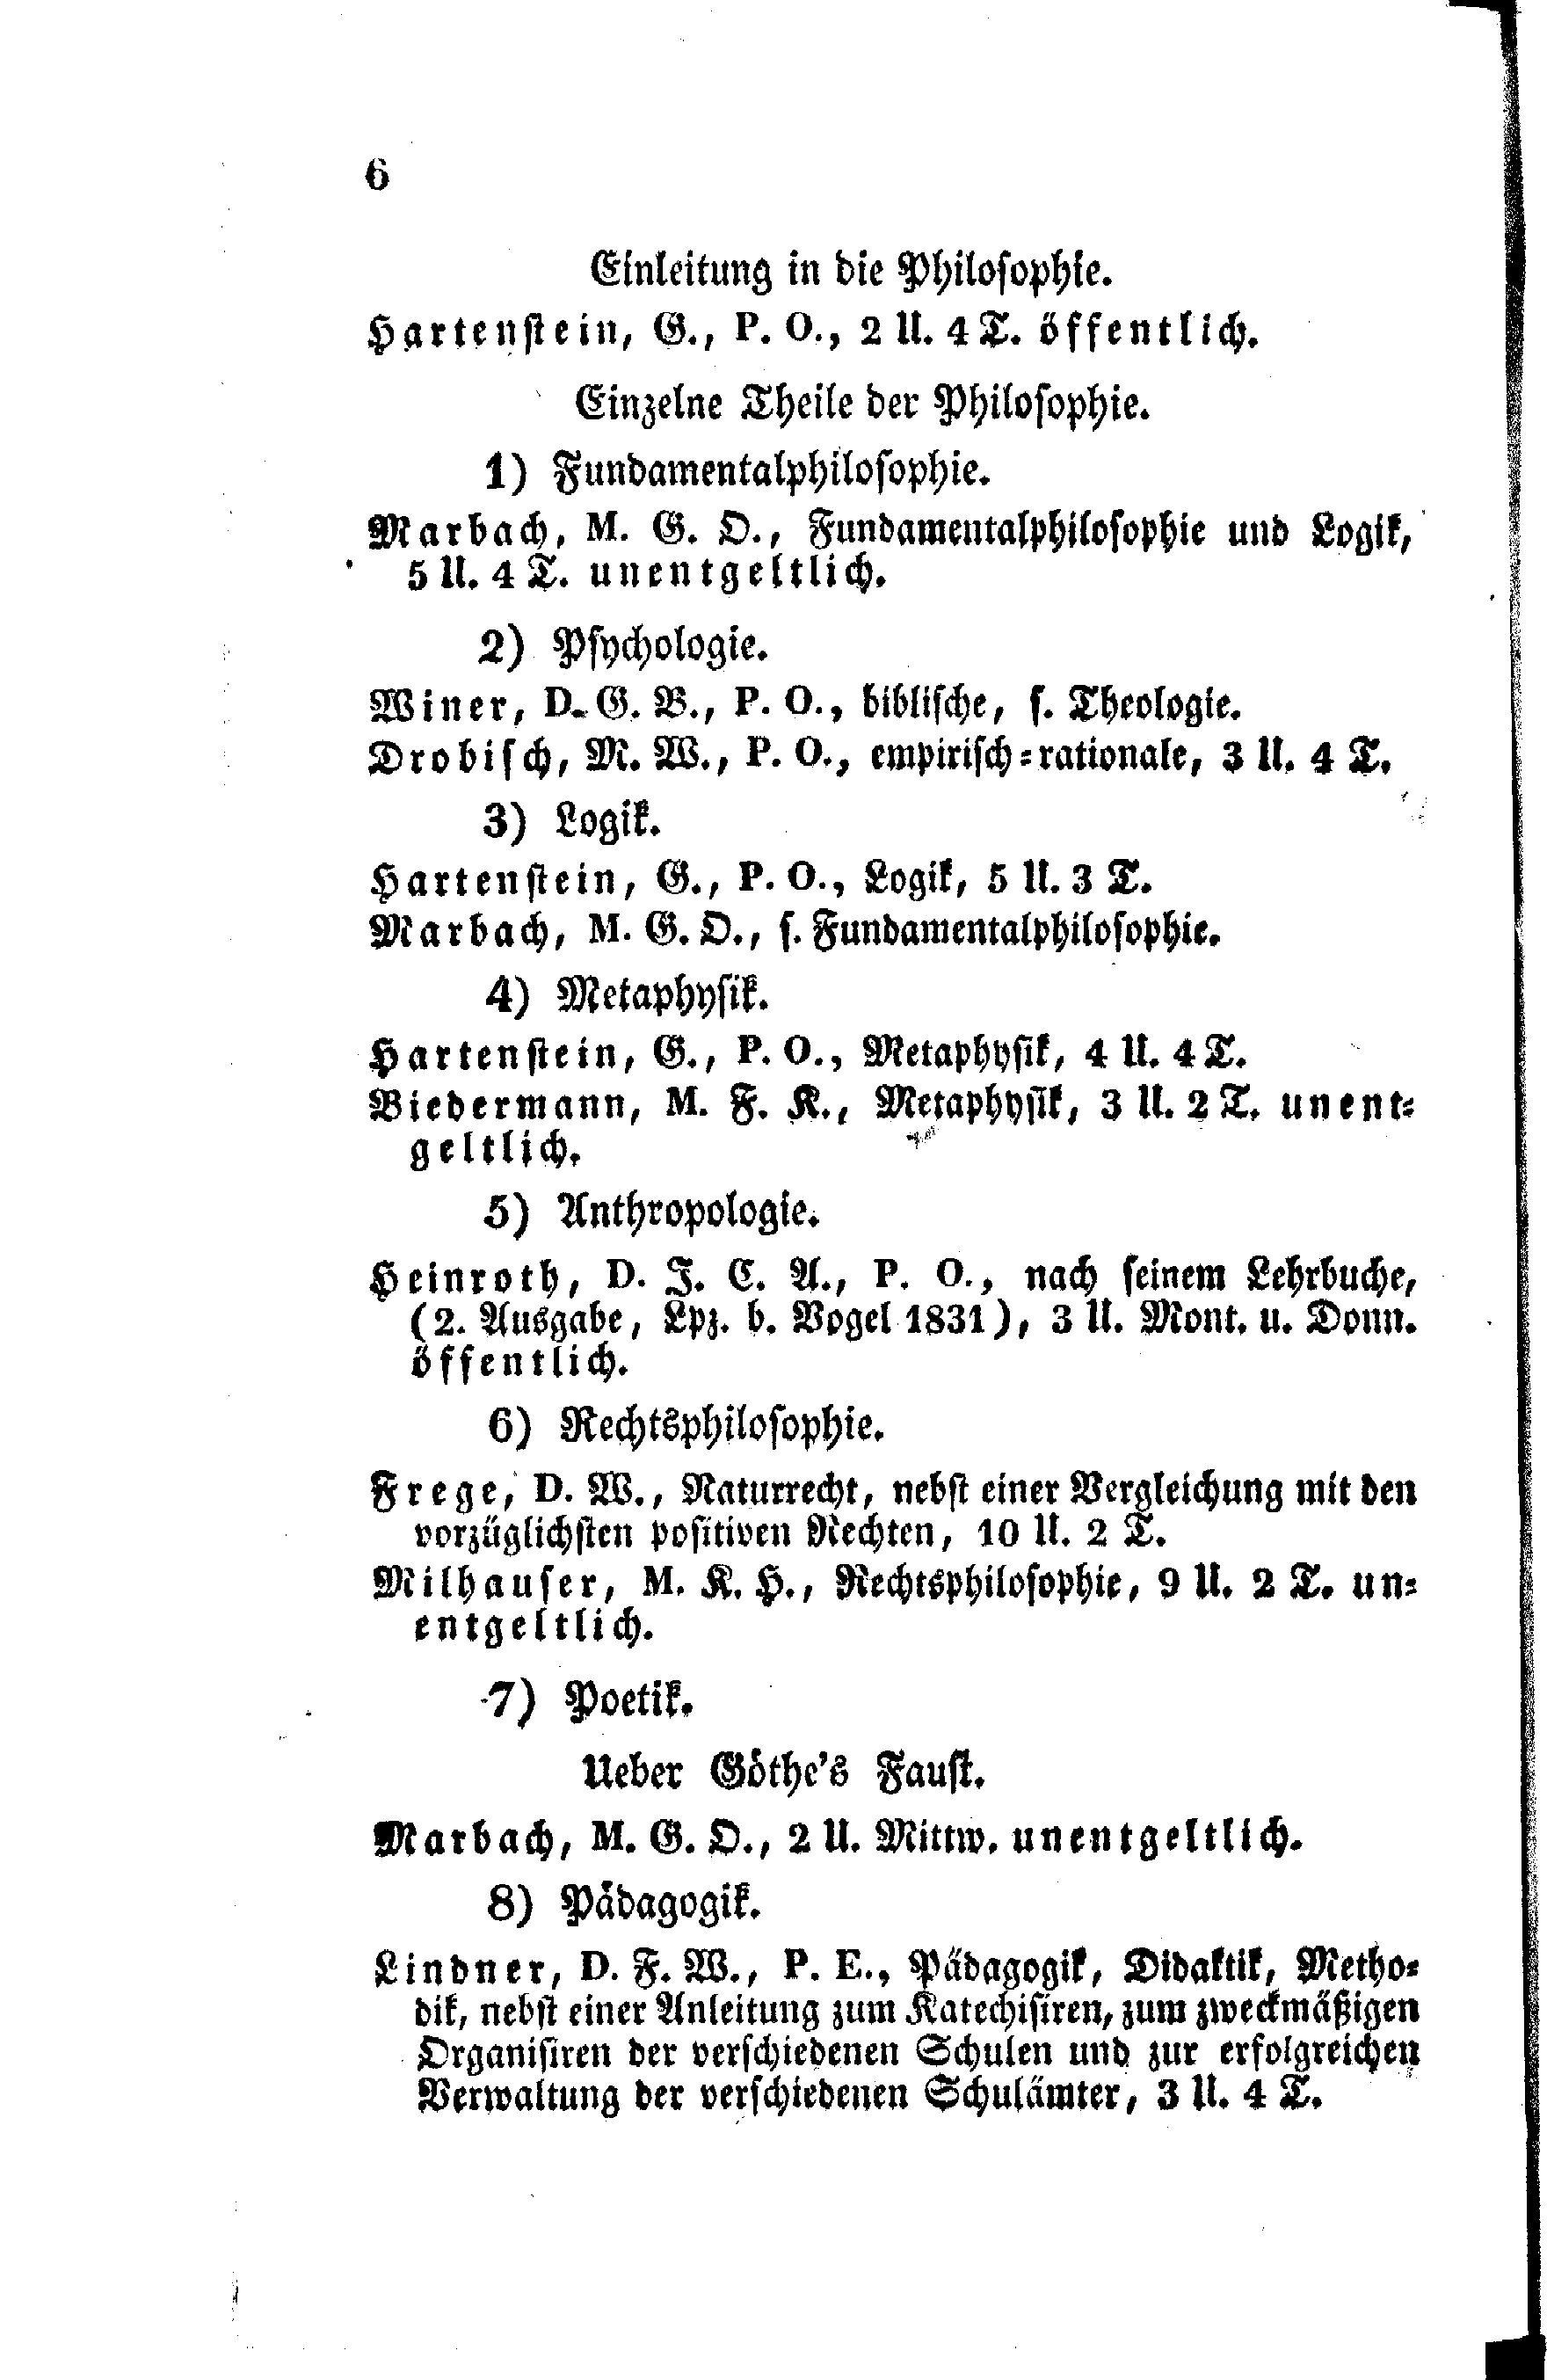 6
Einleitung in die Philosophie.
Hartenstein, G., P. O., 2 U. 4 T. öffentlich.
Einzelne Theile der Philosophie.
1) Fundamentalphilosophie.
Marbach, M. G. O., Fundamentalphilosophie und Logik,
5 U. 4 T. unentgeltlich.
2) Psychologie.
Winer, D. G. B., P. O., biblische, s. Theologie.
Drobisch, M. W., P. O., empirisch-rationale, 3 U. 4 T.
3) Logik.
Hartenstein, G., P. O., Logik, 5 U. 3 T.
Marbach, M. G. O., s. Fundamentalphilosophie.
4) Metaphysik.
Hartenstein, G., P. O., Metaphysik, 4 U. 4 T.
Biedermann, M. F. K., Metaphysik, 3 U. 2 T. unent-
geltlich.
5) Anthropologie.
Heinroth, D. J. C. A., P. O., nach seinem Lehrbuche,
(2. Ausgabe, Lpz. b. Vogel 1831), 3 U. Mont. u. Donn.
öffentlich.
6) Rechtsphilosophie.
Frege, D. W., Naturrecht, nebst einer Vergleichung mit den
vorzüglichsten positiven Rechten, 10 U. 2 T.
Milhauser, M. K. H., Rechtsphilosophie, 9 U. 2 T. un-
entgeltlich.
7) Poetik.
Ueber Göthe's Faust.
Marbach, M. G. O., 2 U. Mittw. unentgeltlich.
8) Pädagogik.
Lindner, D. F. W., P. E., Pädagogik, Didaktik, Metho-
dik, nebst einer Anleitung zum Katechisiren, zum zweckmäßigen
Organisiren der verschiedenen Schulen und zur erfolgreichen
Verwaltung der verschiedenen Schulämter, 3 U. 4 T.